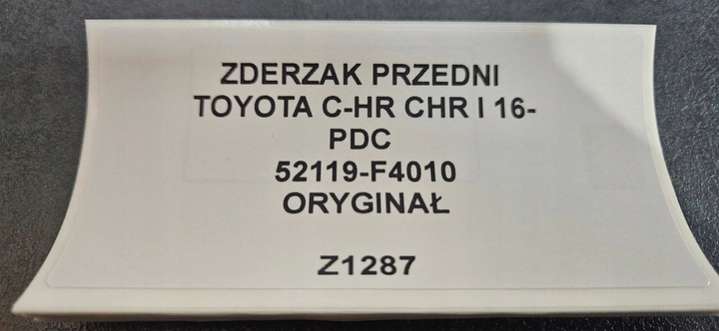 ZDERZAK PRZEDNI
TOYOTA C-HR CHR I 16-
PDC
52119-F4010
ORYGINAŁ
Z1287